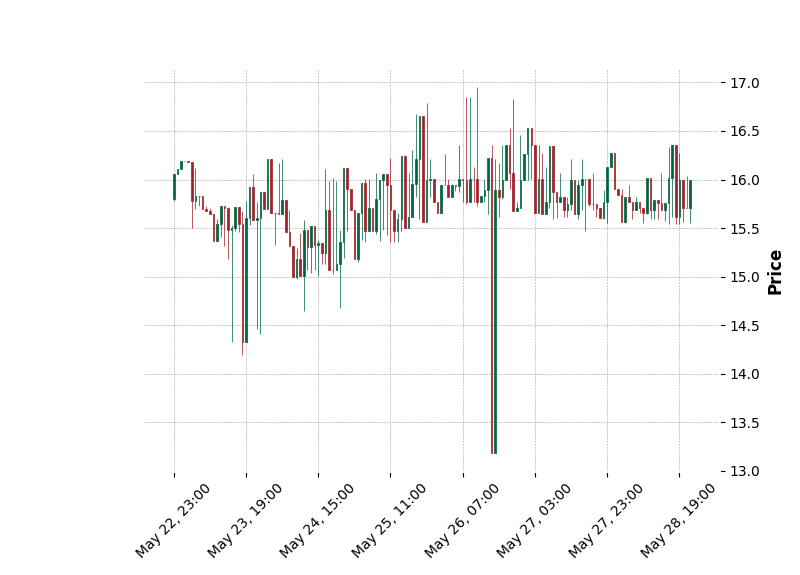 17.0
16.5
16.0
15.5
15.0
14.5
14.0
13.5
13.0
Price
May 22, 23:00
May 23, 19:00
May 24, 15:00
May 25, 11:00
May 26, 07:00
May 27, 03:00
May 27, 23:00
May 28, 19:00